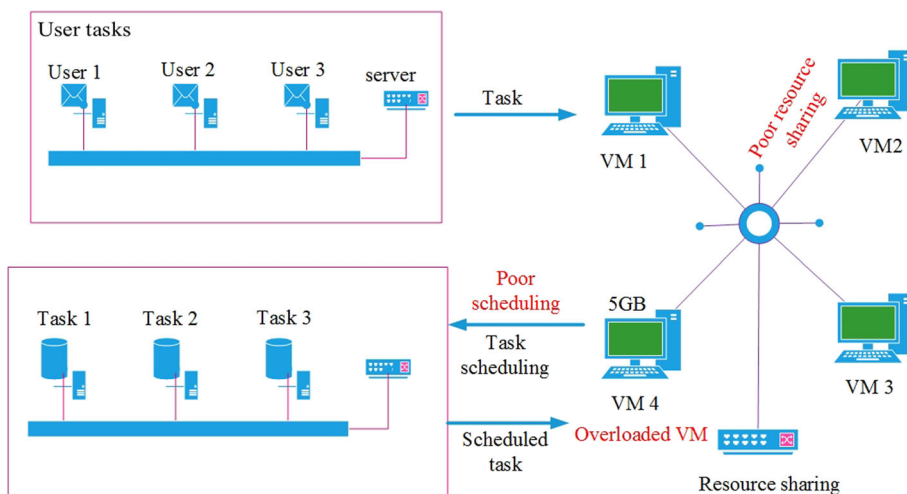 User tasks
User 1
User 2
User 3
server
Task
VM 1
Poor resource
sharing
VM2
Task 1
Task 2
Task 3
Poor
scheduling
Task
scheduling
Scheduled
task
5GB
VM 4
Overloaded VM
VM 3
Resource sharing